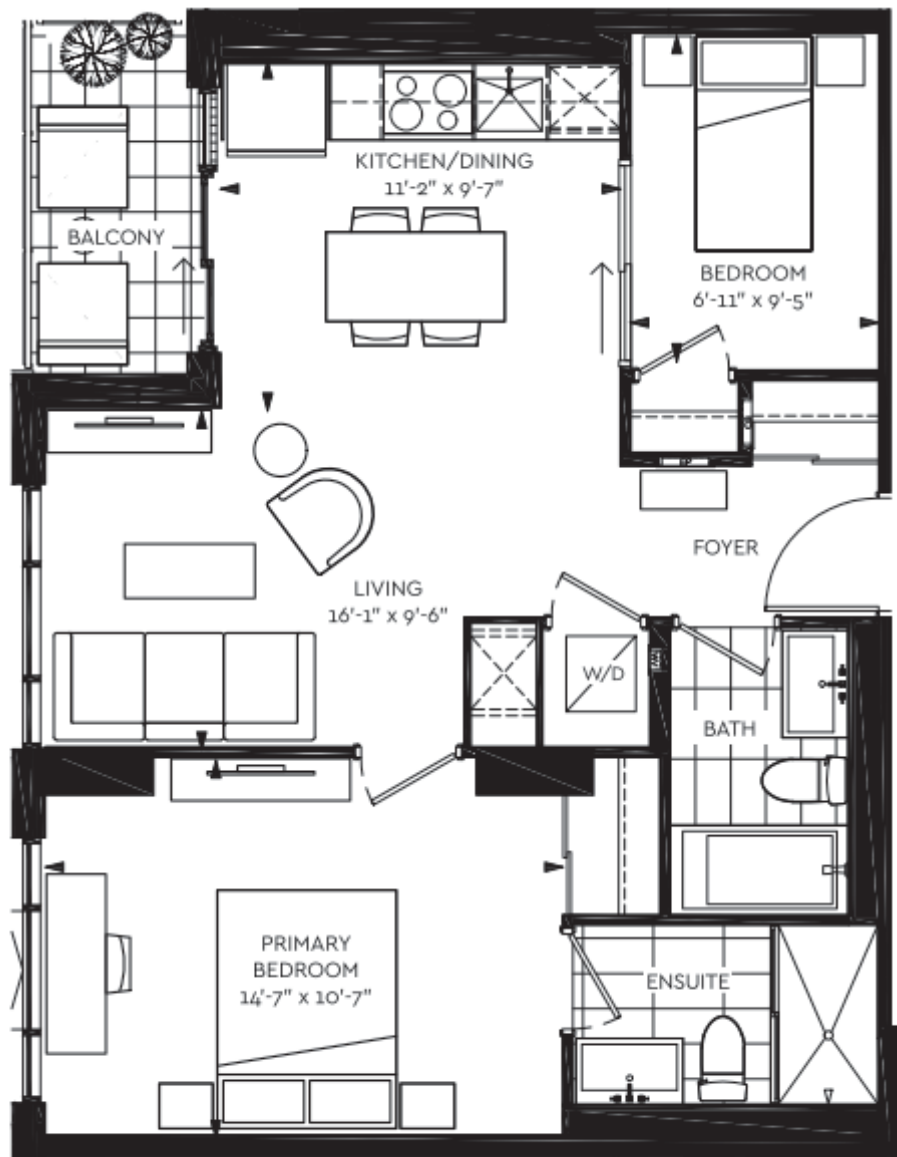 KITCHEN/DINING
11'-2" x 9'-7"
BALCONY
BEDROOM
6'-11" x 9'-5"
FOYER
LIVING
16'-1" x 9'-6"
W/D
BATH
PRIMARY
BEDROOM
14'-7" x 10'-7"
ENSUITE